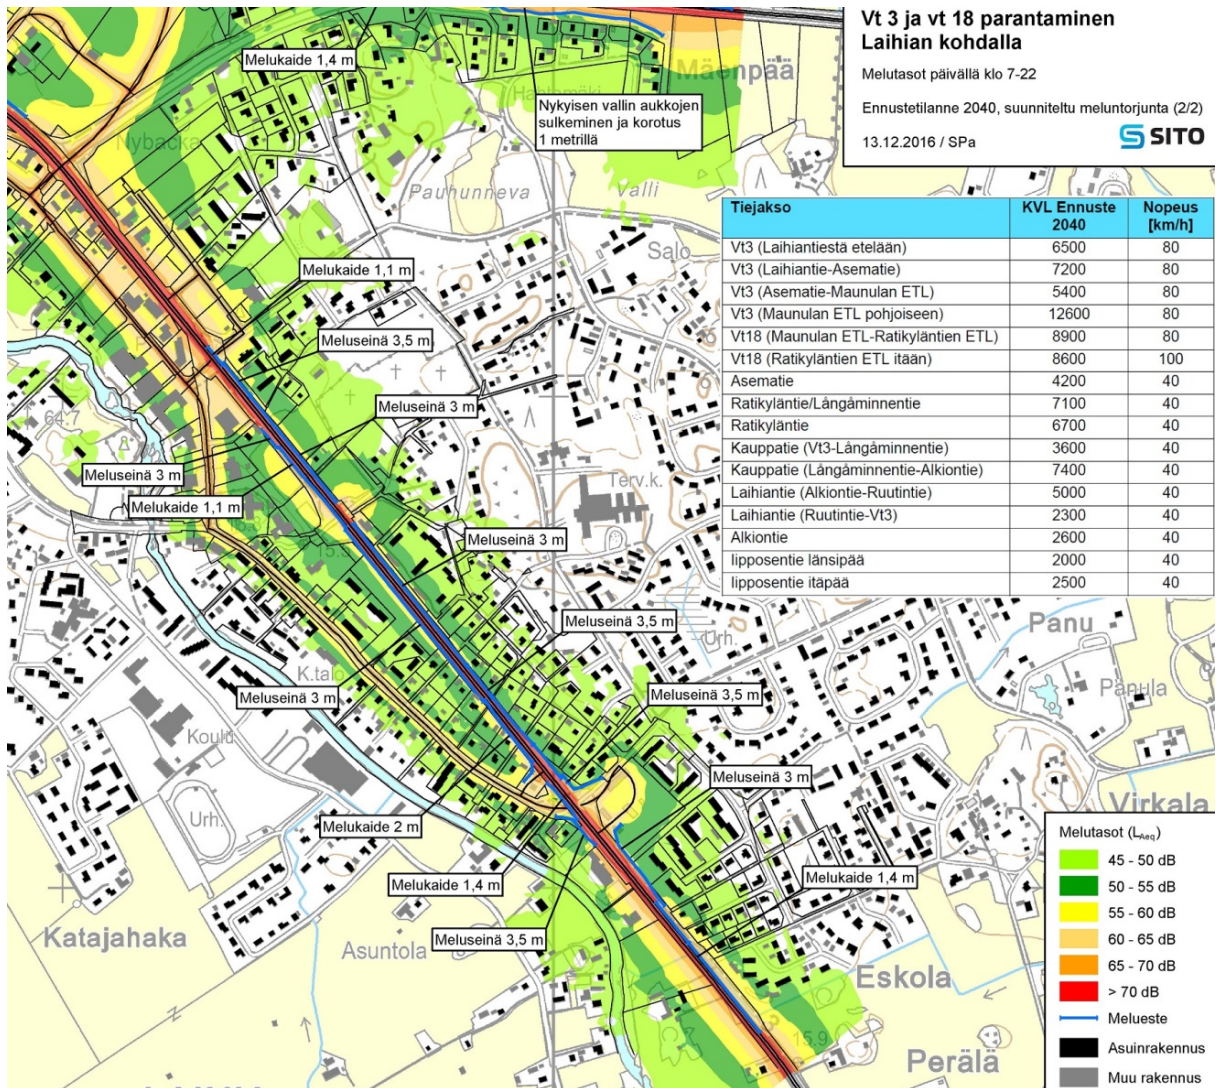 Vt 3 ja vt 18 parantaminen
Laihian kohdalla
Melutasot päivällä klo 7-22
Ennustetilanne 2040, suunniteltu meluntorjunta (2/2)
13.12.2016 / SPa
SITO
Melukaide 1,4 m
Mäenpää
Nykyisen vallin aukkojen
sulkeminen ja korotus
1 metrillä
Nybacka
Pauhunneva
valli
Salo
Tiejakso KVL Ennuste 2040 Nopeus [km/h]
Vt3 (Laihiantiestä etelään) 6500 80
Vt3 (Laihiantie-Asematie) 7200 80
Vt3 (Asematie-Maunulan ETL) 5400 80
Vt3 (Maunulan ETL pohjoiseen) 12600 80
Vt18 (Maunulan ETL-Ratikyläntien ETL) 8900 80
Vt18 (Ratikyläntien ETL itään) 8600 100
Asematie 4200 40
Ratikyläntie/Långåminnentie 7100 40
Ratikyläntie 6700 40
Kauppatie (Vt3-Långåminnentie) 3600 40
Kauppatie (Långåminnentie-Alkiontie) 7400 40
Laihiantie (Alkiontie-Ruutintie) 5000 40
Laihiantie (Ruutintie-Vt3) 2300 40
Alkiontie 2600 40
Iipposentie länsipää 2000 40
Iipposentie itäpää 2500 40
Melukaide 1,1 m
Meluseinä 3,5 m
Meluseinä 3 m
64.7
Meluseinä 3 m
Terv.k.
Melukaide 1,1 m
Meluseinä 3 m
Meluseinä 3,5 m
Urh.
Panu
K.talo
Meluseinä 3 m
Meluseinä 3,5 m
Panula
Koulu
Meluseinä 3 m
Virkala
Urh.
Melukaide 2 m
Melukaide 1,4 m
Melukaide 1,4 m
Katajahaka
Asuntola
Meluseinä 3,5 m
Eskola
15.9
Perälä
Melutasot (LAeq)
45 - 50 dB
50 - 55 dB
55 - 60 dB
60 - 65 dB
65 - 70 dB
> 70 dB
Melueste
Asuinrakennus
Muu rakennus